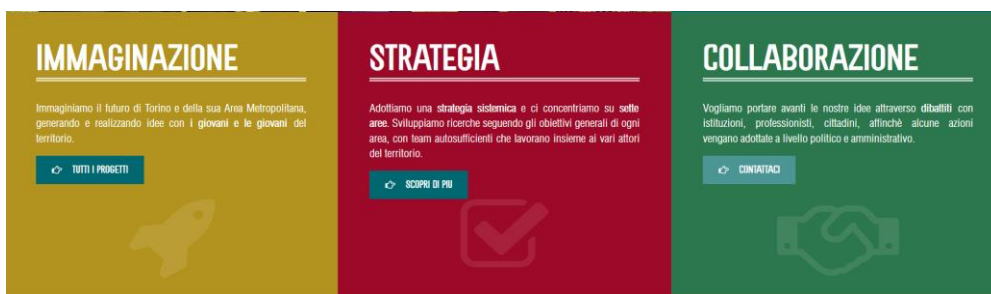 IMMAGINAZIONE
Immaginiamo il futuro di Torino e della sua Area Metropolitana,
generando e realizzando idee con i giovani e le giovani del
territorio.
TUTTI I PROGETTI
STRATEGIA
Adottiamo una strategia sistemica e ci concentriamo su sette
aree. Sviluppiamo ricerche seguendo gli obiettivi generali di ogni
area, con team autosufficienti che lavorano insieme ai vari attori
del territorio.
SCOPRI DI PIU
COLLABORAZIONE
Vogliamo portare avanti le nostre idee attraverso dibattiti con
istituzioni, professionisti, cittadini, affinchè alcune azioni
vengano adottate a livello politico e amministrativo.
CONTATTACI